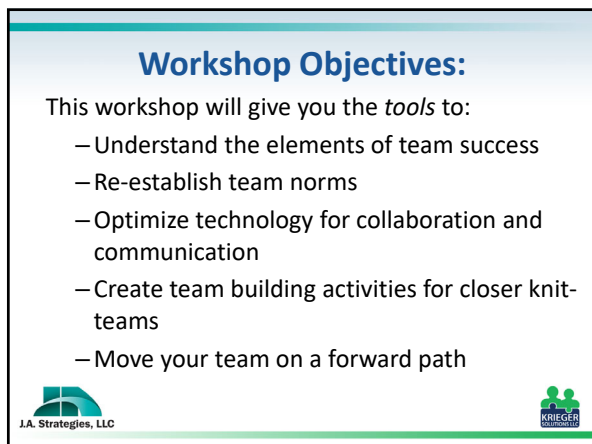 Workshop Objectives:
This workshop will give you the tools to:
– Understand the elements of team success
– Re-establish team norms
– Optimize technology for collaboration and
communication
– Create team building activities for closer knit-
teams
– Move your team on a forward path
J.A. Strategies, LLC
KRIEGER
SOLUTIONS LLC